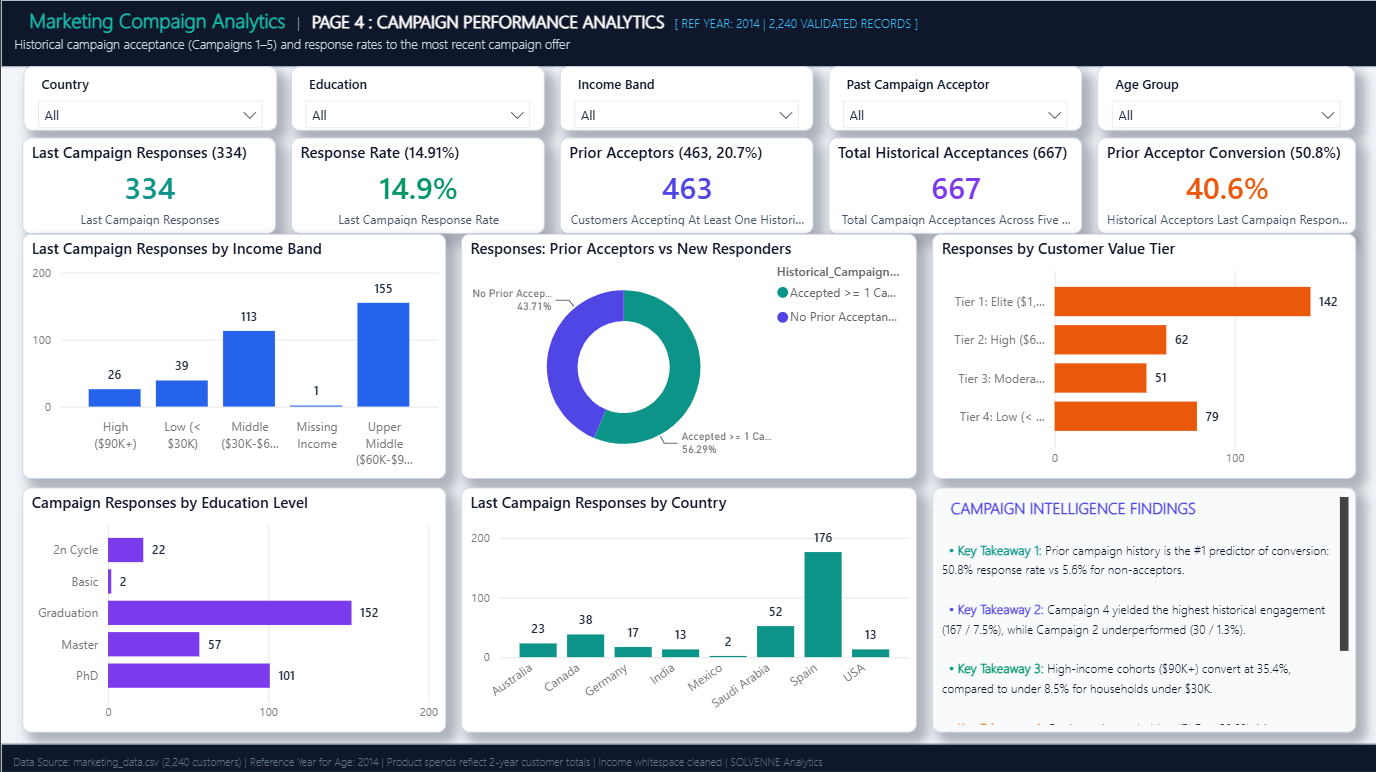 Marketing Compaign Analytics | PAGE 4 : CAMPAIGN PERFORMANCE ANALYTICS [ REF YEAR: 2014 | 2,240 VALIDATED RECORDS ]
Historical campaign acceptance (Campaigns 1–5) and response rates to the most recent campaign offer
Country
All
Education
All
Income Band
All
Past Campaign Acceptor
All
Age Group
All
Last Campaign Responses (334)
334
Last Campaign Responses
Response Rate (14.91%)
14.9%
Last Campaign Response Rate
Prior Acceptors (463, 20.7%)
463
Customers Accepting At Least One Histori...
Total Historical Acceptances (667)
667
Total Campaign Acceptances Across Five ...
Prior Acceptor Conversion (50.8%)
40.6%
Historical Acceptors Last Campaign Respon...
Last Campaign Responses by Income Band
200
100
0
26
39
113
1
155
High
($90K+)
Low (<
$30K)
Middle
($30K-$6...
Missing
Income
Upper
Middle
($60K-$9...
Responses: Prior Acceptors vs New Responders
Historical_Campaign...
Accepted >= 1 Ca...
No Prior Acceptan...
No Prior Accep...
43.71%
Accepted >= 1 Ca...
56.29%
Responses by Customer Value Tier
Tier 1: Elite ($1,...
142
Tier 2: High ($6...
62
Tier 3: Modera...
51
Tier 4: Low (< ...
79
0
100
Campaign Responses by Education Level
2n Cycle
22
Basic
2
Graduation
152
Master
57
PhD
101
0
100
200
Last Campaign Responses by Country
200
100
0
23
38
17
13
2
52
176
13
Australia
Canada
Germany
India
Mexico
Saudi Arabia
Spain
USA
CAMPAIGN INTELLIGENCE FINDINGS
• Key Takeaway 1: Prior campaign history is the #1 predictor of conversion:
50.8% response rate vs 5.6% for non-acceptors.
• Key Takeaway 2: Campaign 4 yielded the highest historical engagement
(167 / 7.5%), while Campaign 2 underperformed (30 / 1.3%).
• Key Takeaway 3: High-income cohorts ($90K+) convert at 35.4%,
compared to under 8.5% for households under $30K.
Data Source: marketing_data.csv (2,240 customers) | Reference Year for Age: 2014 | Product spends reflect 2-year customer totals | Income whitespace cleaned | SOLVENNE Analytics